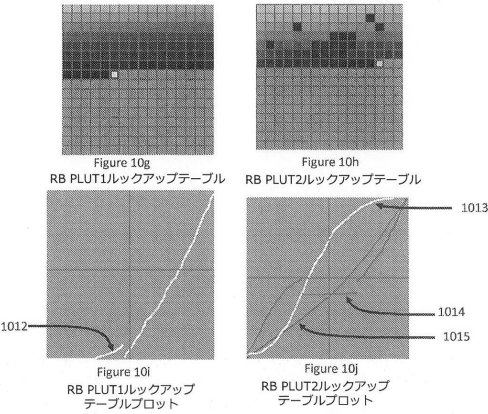 Figure 10g
RB PLUT1ルックアップテーブル
Figure 10h
RB PLUT2ルックアップテーブル
1013
1014
1015
1012
Figure 10i
RB PLUT1ルックアップ
テーブルプロット
Figure 10j
RB PLUT2ルックアップ
テーブルプロット